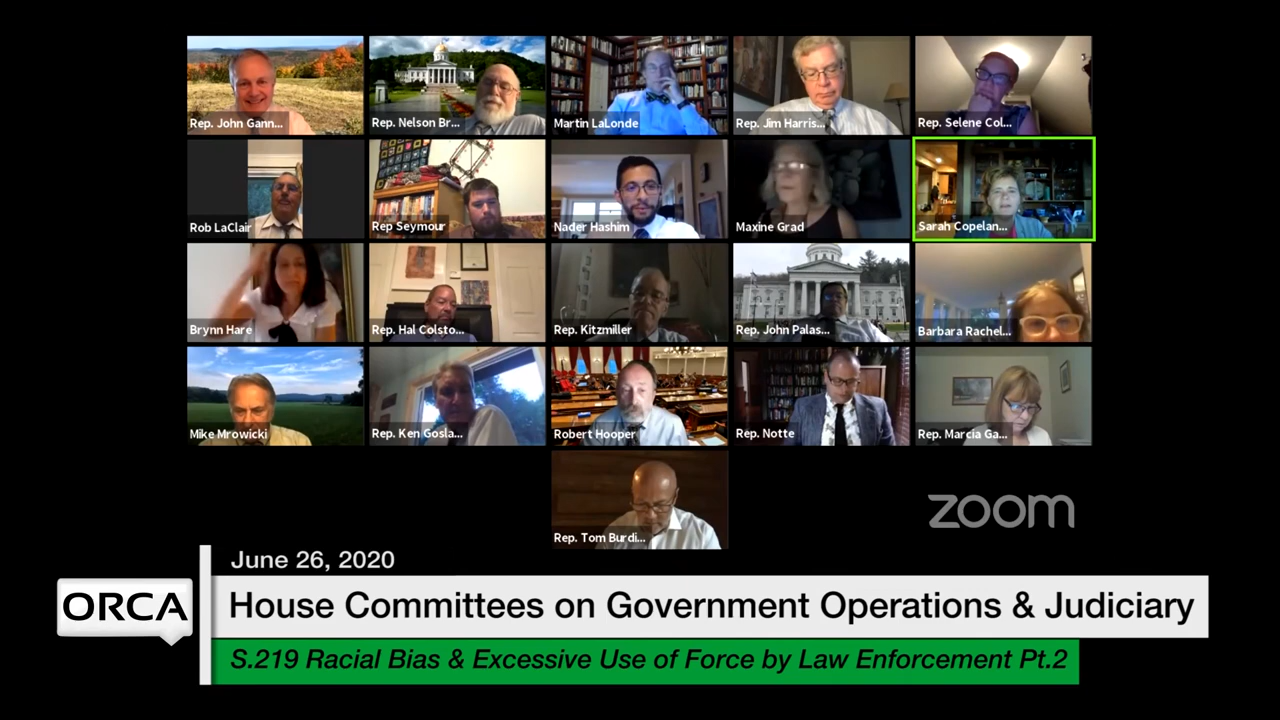 Rep. John Gann...
Rep. Nelson Br...
Martin LaLonde
Rep. Jim Harris...
Rep. Selene Col...
Rob LaClair
Rep Seymour
Nader Hashim
Maxine Grad
Sarah Copelan...
Brynn Hare
Rep. Hal Colsto...
Rep. Kitzmiller
Rep. John Palas...
Barbara Rachel...
Mike Mrowicki
Rep. Ken Gosla...
Robert Hooper
Rep. Notte
Rep. Marcia Ga...
Rep. Tom Burdi...
zoom
June 26, 2020
ORCA
House Committees on Government Operations & Judiciary
S.219 Racial Bias & Excessive Use of Force by Law Enforcement Pt.2